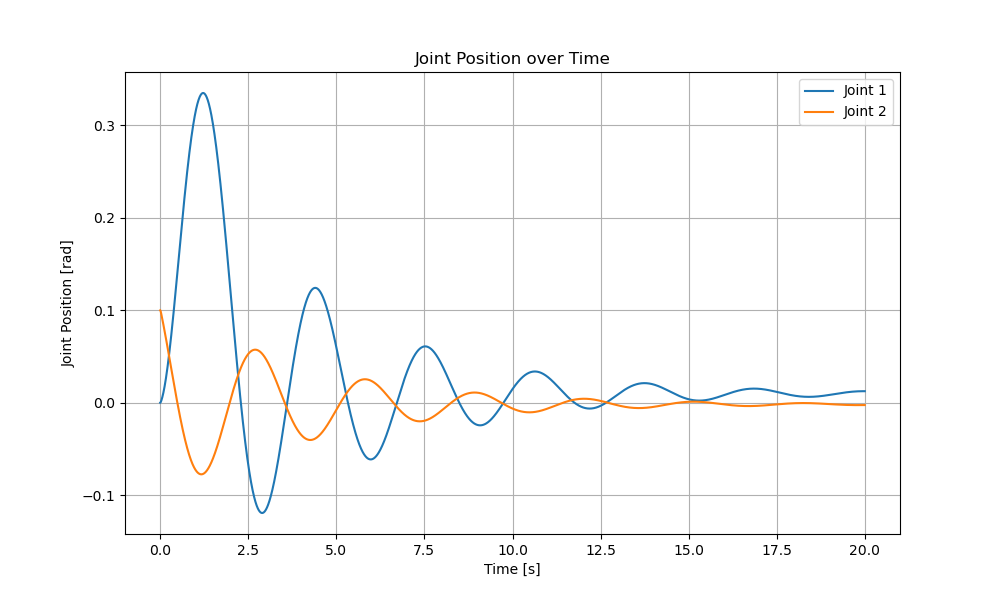 Joint Position over Time
Joint 1
Joint 2
Joint Position [rad]
0.3
0.2
0.1
0.0
−0.1
0.0 2.5 5.0 7.5 10.0 12.5 15.0 17.5 20.0
Time [s]